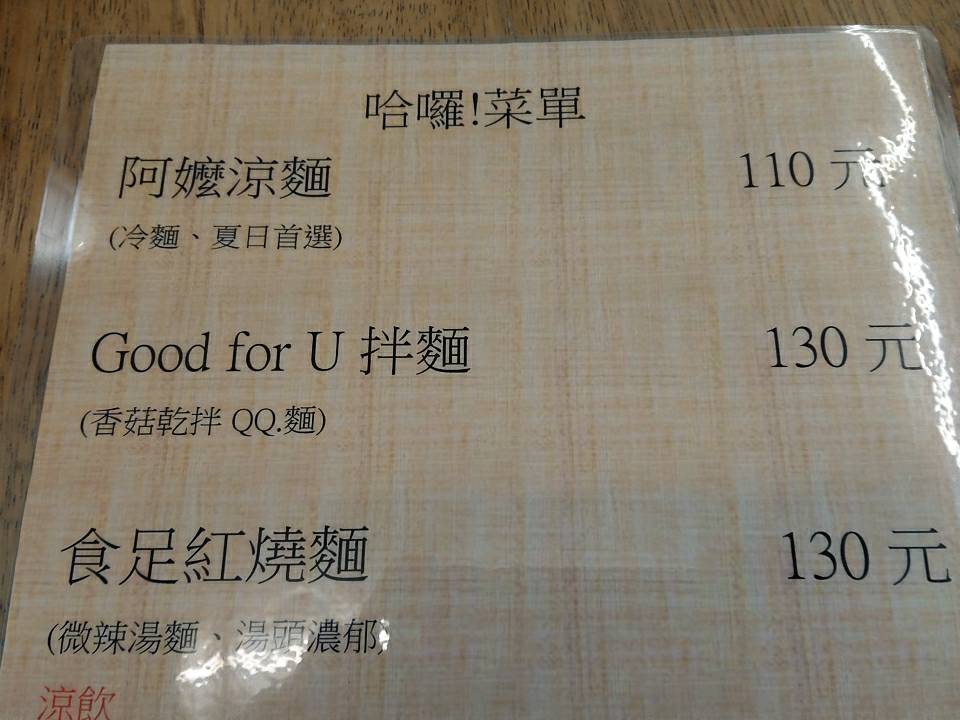 哈囉!菜單
阿嬤涼麵 110 元
(冷麵、夏日首選)
Good for U 拌麵 130 元
(香菇乾拌 QQ.麵)
食足紅燒麵 130 元
(微辣湯麵、湯頭濃郁)
涼飲